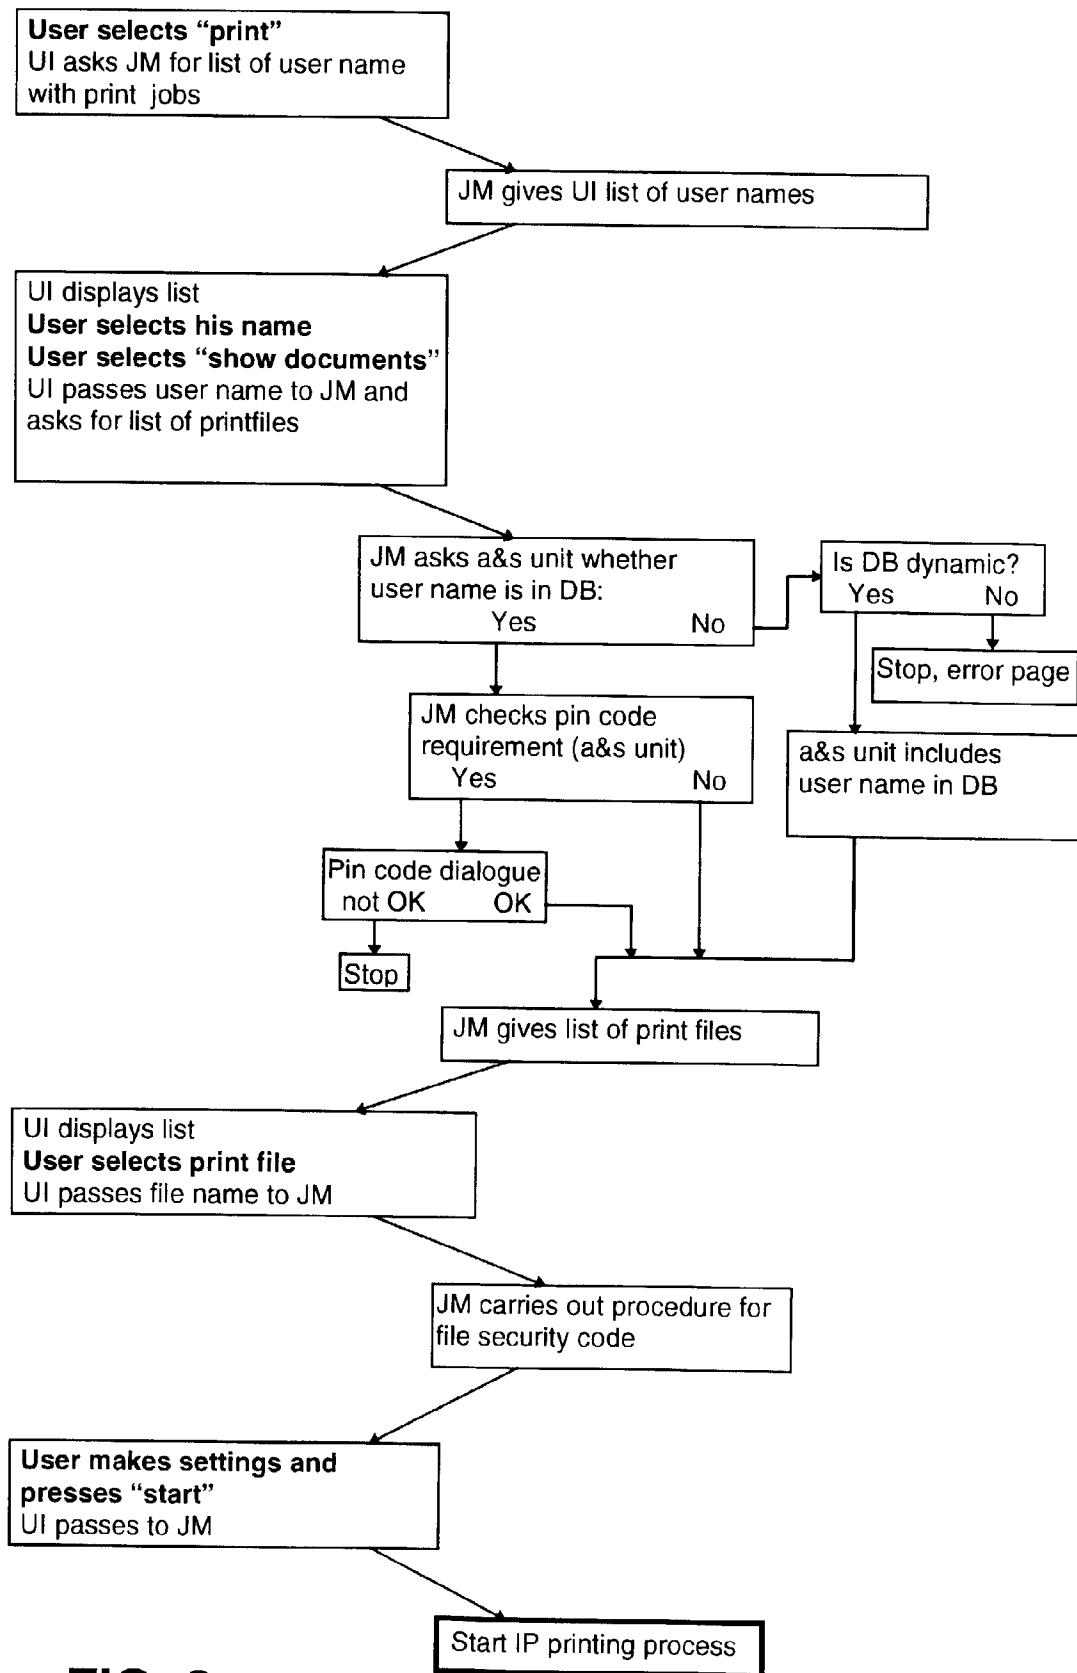 User selects “print”
UI asks JM for list of user name
with print jobs
JM gives UI list of user names
UI displays list
User selects his name
User selects “show documents”
UI passes user name to JM and
asks for list of printfiles
JM asks a&s unit whether
user name is in DB:
Yes No
Is DB dynamic?
Yes No
Stop, error page
JM checks pin code
requirement (a&s unit)
Yes No
a&s unit includes
user name in DB
Pin code dialogue
not OK OK
Stop
JM gives list of print files
UI displays list
User selects print file
UI passes file name to JM
JM carries out procedure for
file security code
User makes settings and
presses “start”
UI passes to JM
Start IP printing process